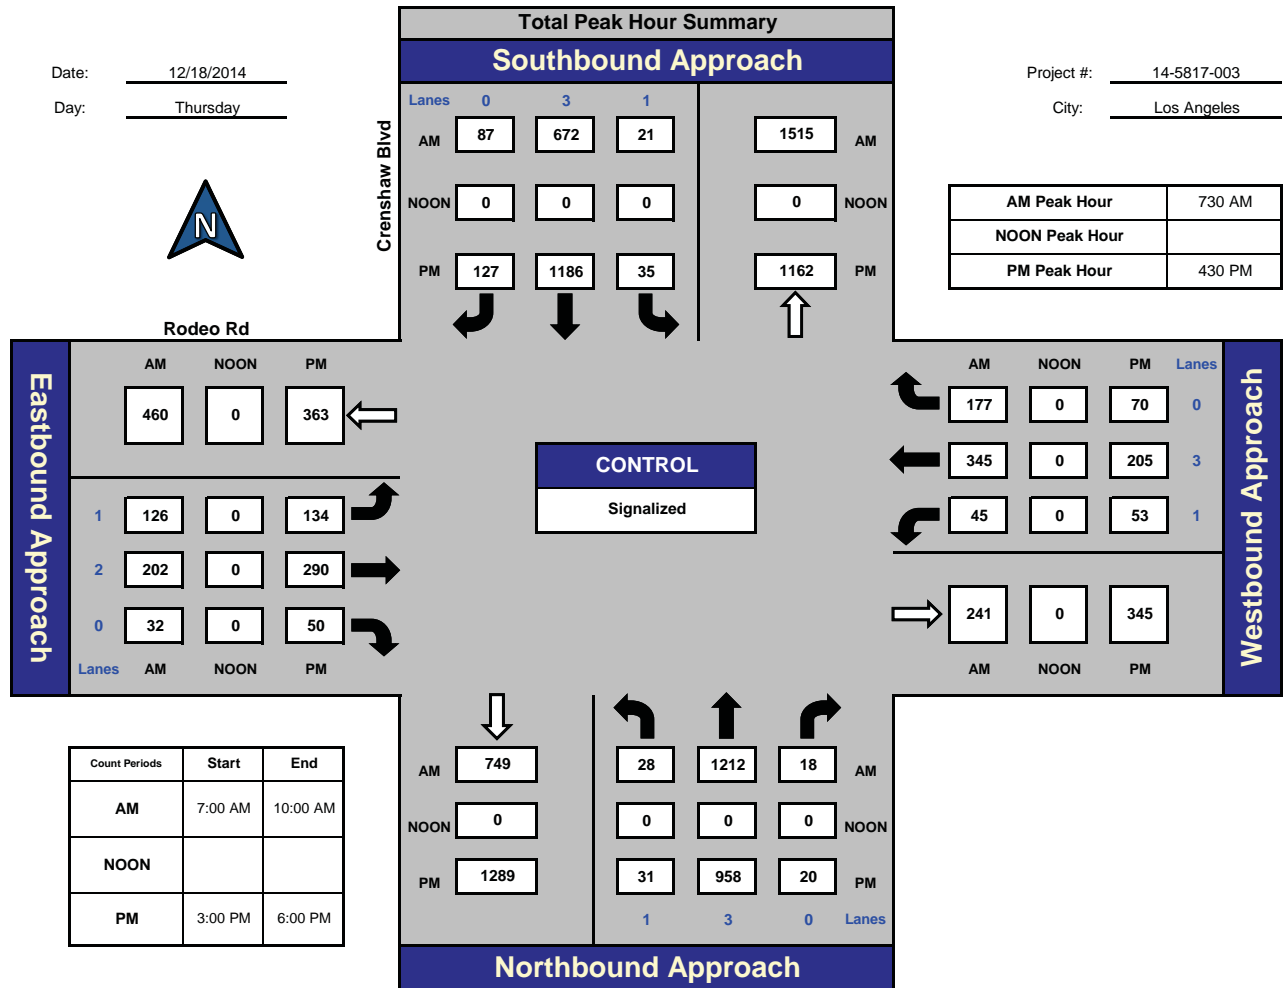 Total Peak Hour Summary
Southbound Approach
Date: 12/18/2014
Day: Thursday
Project #: 14-5817-003
City: Los Angeles
N
Crenshaw Blvd
Lanes 0 3 1
AM 87 672 21 1515 AM
NOON 0 0 0 0 NOON
PM 127 1186 35 1162 PM
AM Peak Hour 730 AM
NOON Peak Hour
PM Peak Hour 430 PM
Rodeo Rd
Eastbound Approach
AM NOON PM
460 0 363
1 126 0 134
2 202 0 290
0 32 0 50
Lanes AM NOON PM
CONTROL
Signalized
AM NOON PM Lanes
177 0 70 0
345 0 205 3
45 0 53 1
241 0 345
AM NOON PM
Westbound Approach
Count Periods Start End
AM 7:00 AM 10:00 AM
NOON
PM 3:00 PM 6:00 PM
AM 749 28 1212 18 AM
NOON 0 0 0 0 NOON
PM 1289 31 958 20 PM
1 3 0 Lanes
Northbound Approach